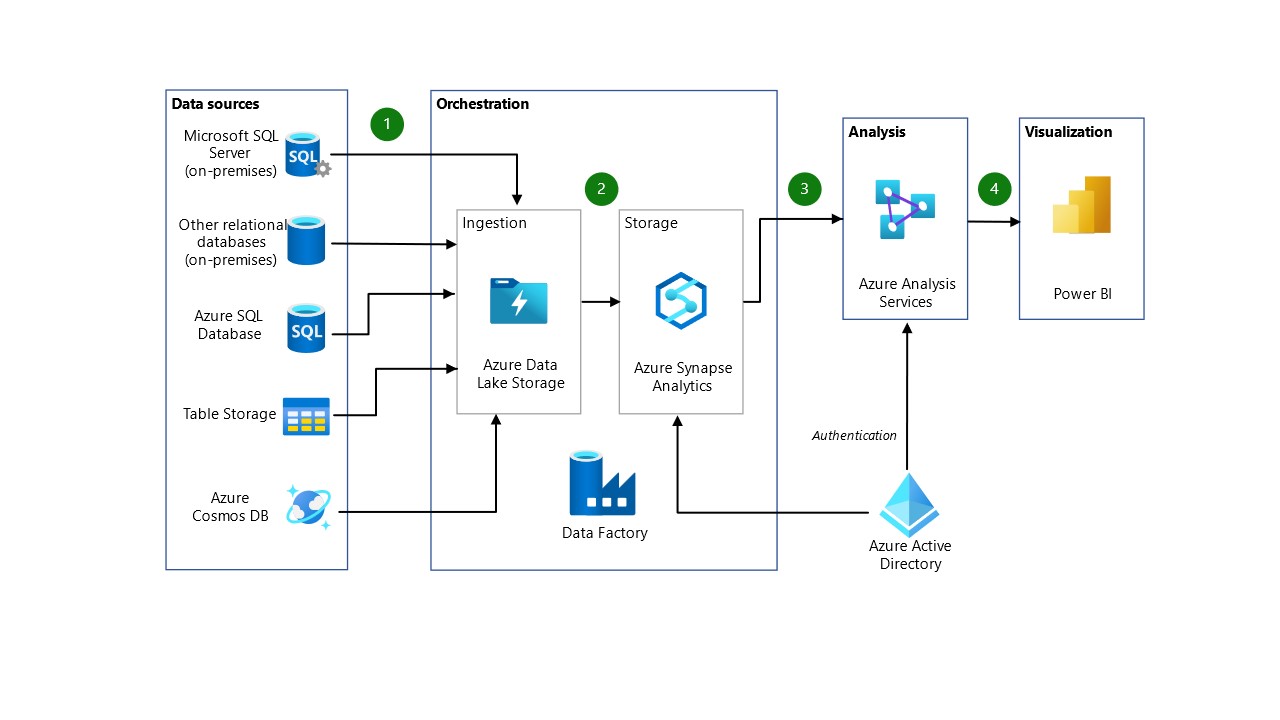 Data sources
Microsoft SQL
Server
(on-premises)
SQL
Other relational
databases
(on-premises)
Azure SQL
Database
SQL
Table Storage
Azure
Cosmos DB
1
Orchestration
2
Ingestion
Azure Data
Lake Storage
Storage
Azure Synapse
Analytics
Data Factory
3
Analysis
Azure Analysis
Services
4
Visualization
Power BI
Authentication
Azure Active
Directory